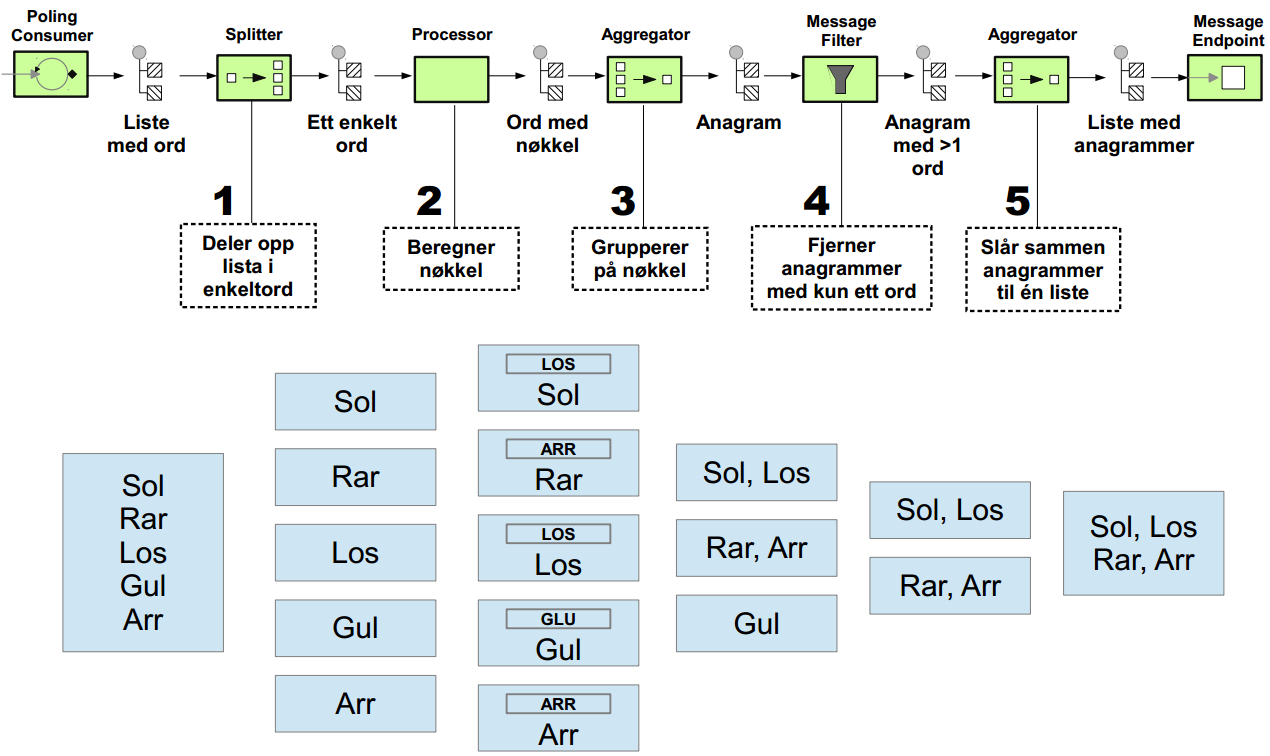 Poling
Consumer
Splitter
Processor
Aggregator
Message
Filter
Aggregator
Message
Endpoint
Liste
med ord
Ett enkelt
ord
Ord med
nøkkel
Anagram
Anagram
med >1
ord
Liste med
anagrammer
1
Deler opp
lista i
enkeltord
2
Beregner
nøkkel
3
Grupperer
på nøkkel
4
Fjerner
anagrammer
med kun ett ord
5
Slår sammen
anagrammer
til én liste
Sol
Rar
Los
Gul
Arr
Sol
Rar
Los
Gul
Arr
LOS
Sol
ARR
Rar
LOS
Los
GLU
Gul
ARR
Arr
Sol, Los
Rar, Arr
Gul
Sol, Los
Rar, Arr
Sol, Los
Rar, Arr